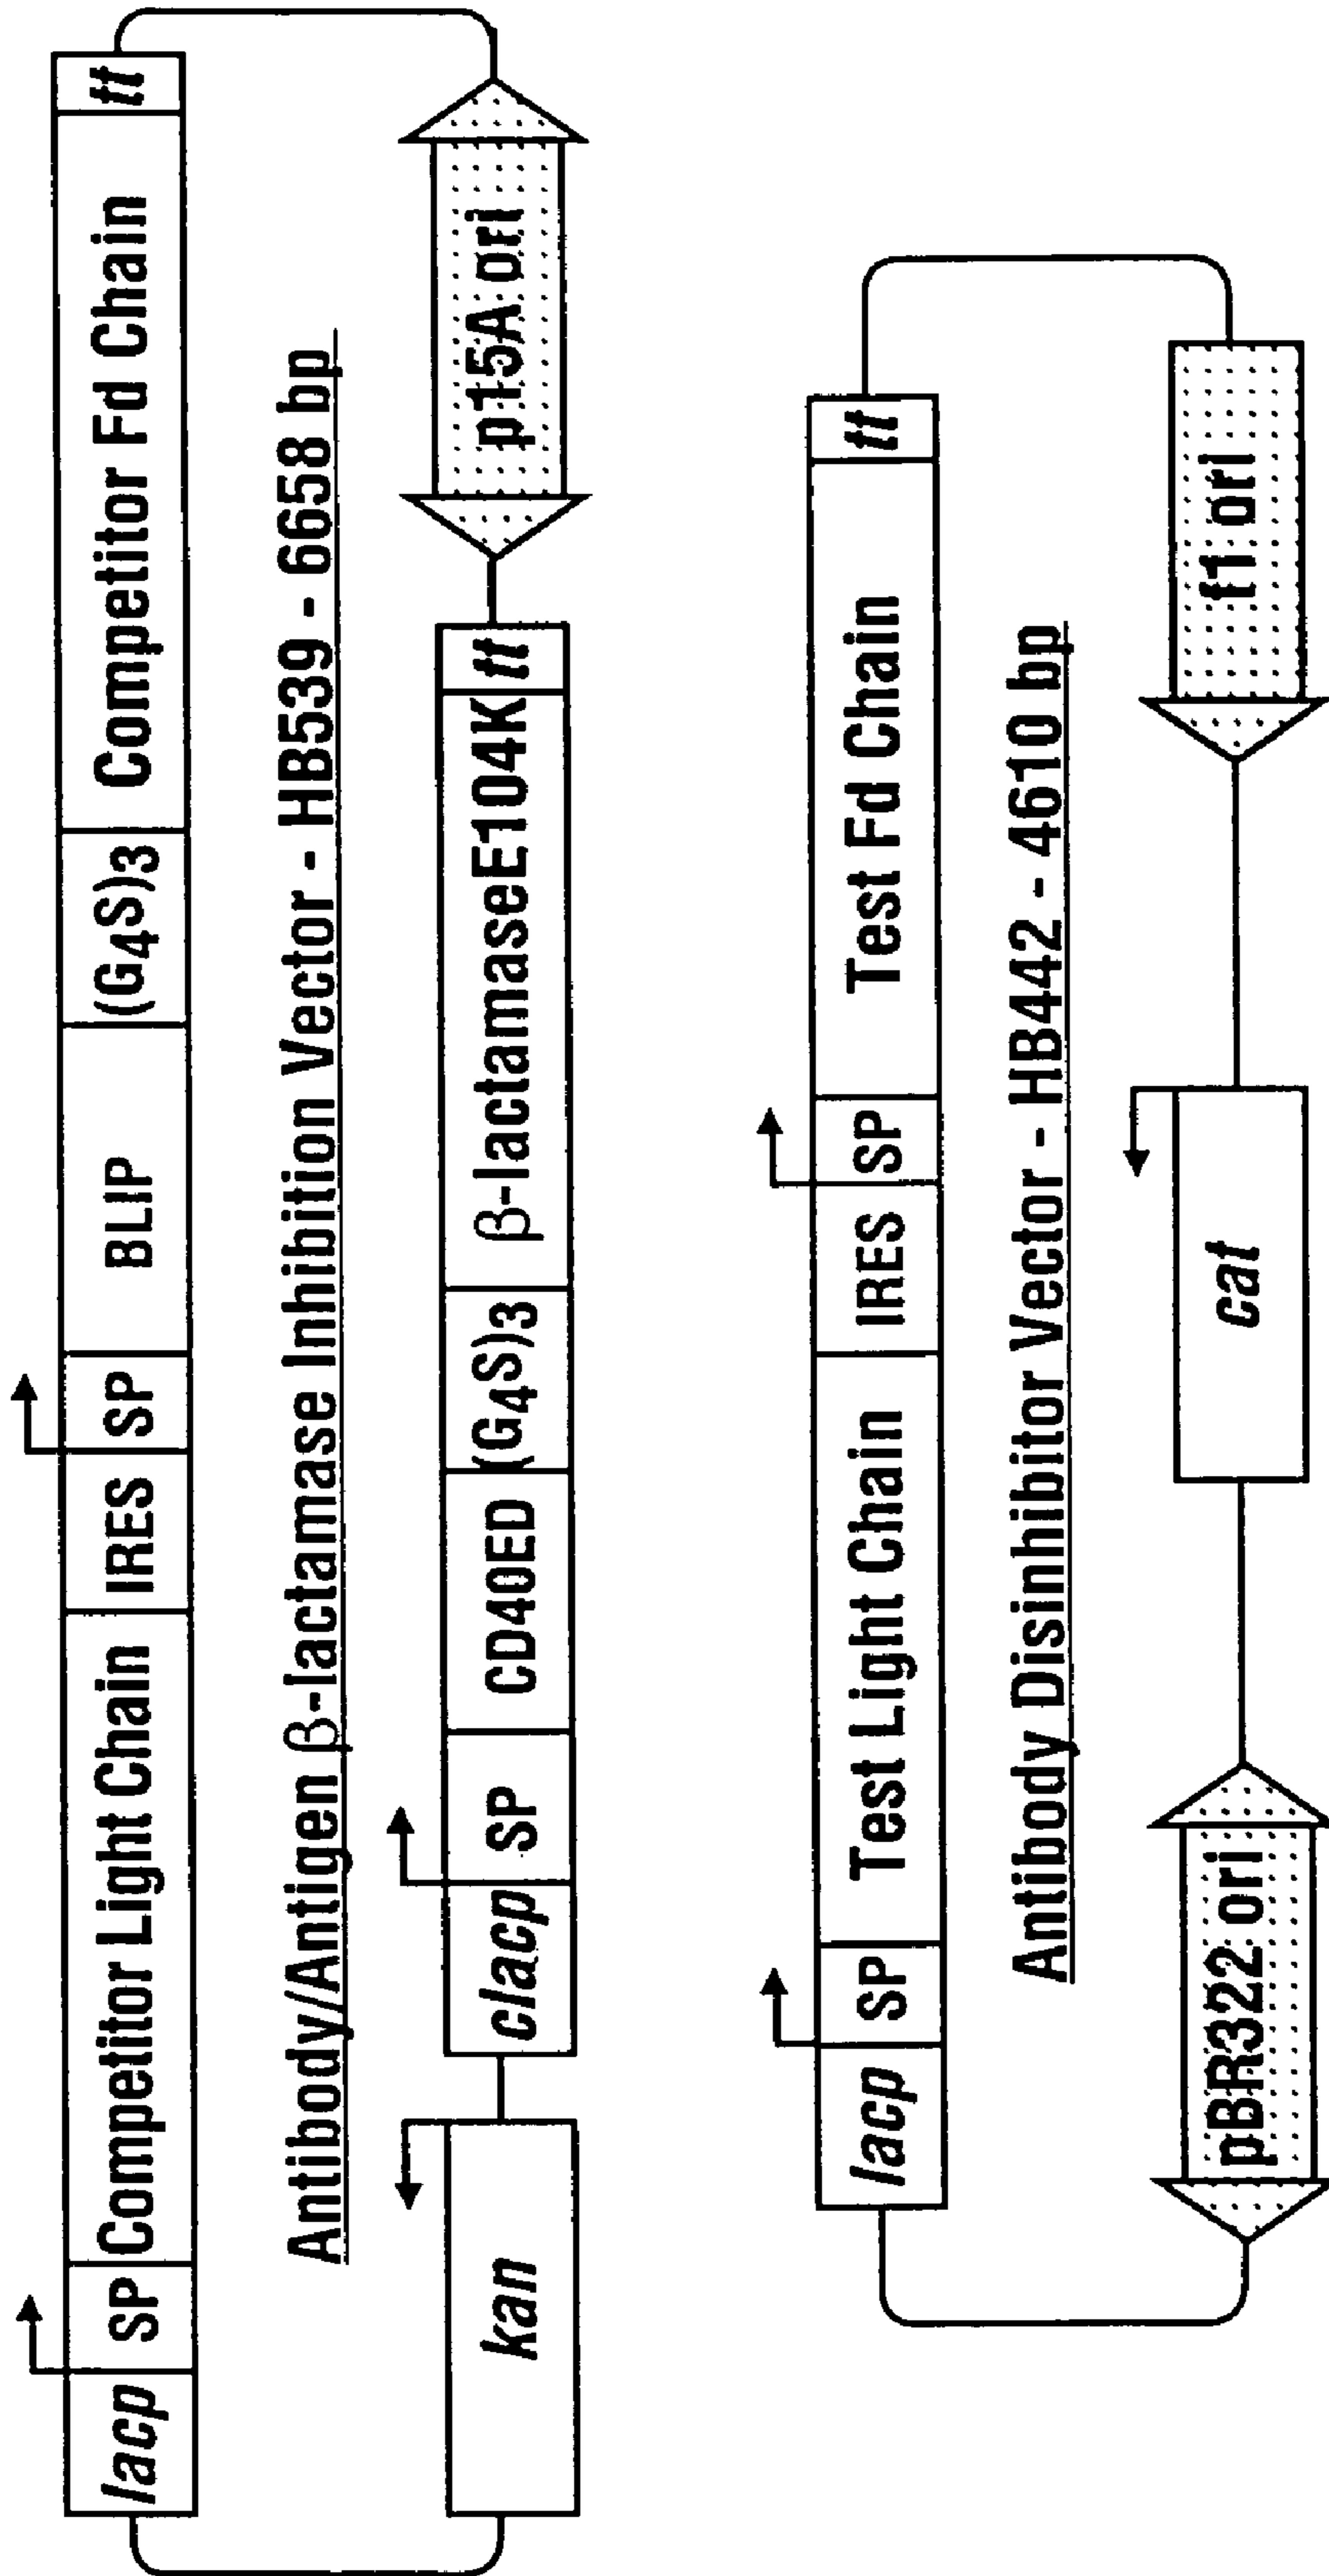 lacp SP Competitor Light Chain IRES SP BLIP (G4S)3 Competitor Fd Chain tt
Antibody/Antigen β-lactamase Inhibition Vector - HB539 - 6658 bp
kan clacp SP CD40ED (G4S)3 β-lactamaseE104K tt p15A ori
lacp SP Test Light Chain IRES SP Test Fd Chain tt
Antibody Disinhibitor Vector - HB442 - 4610 bp
pBR322 ori cat f1 ori